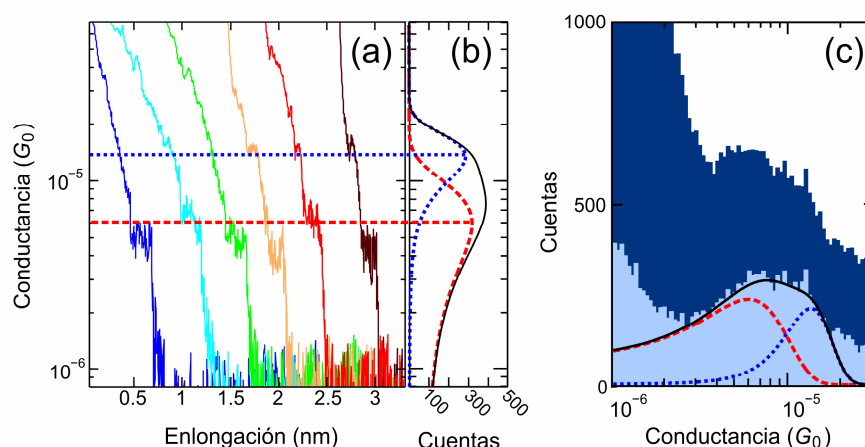 (a)
(b)
(c)
Conductancia (G₀)
10⁻⁵
10⁻⁶
0.5 1 1.5 2 2.5 3
Enlongación (nm)
100 300 500
Cuentas
1000
500
0
Cuentas
10⁻⁶ 10⁻⁵
Conductancia (G₀)